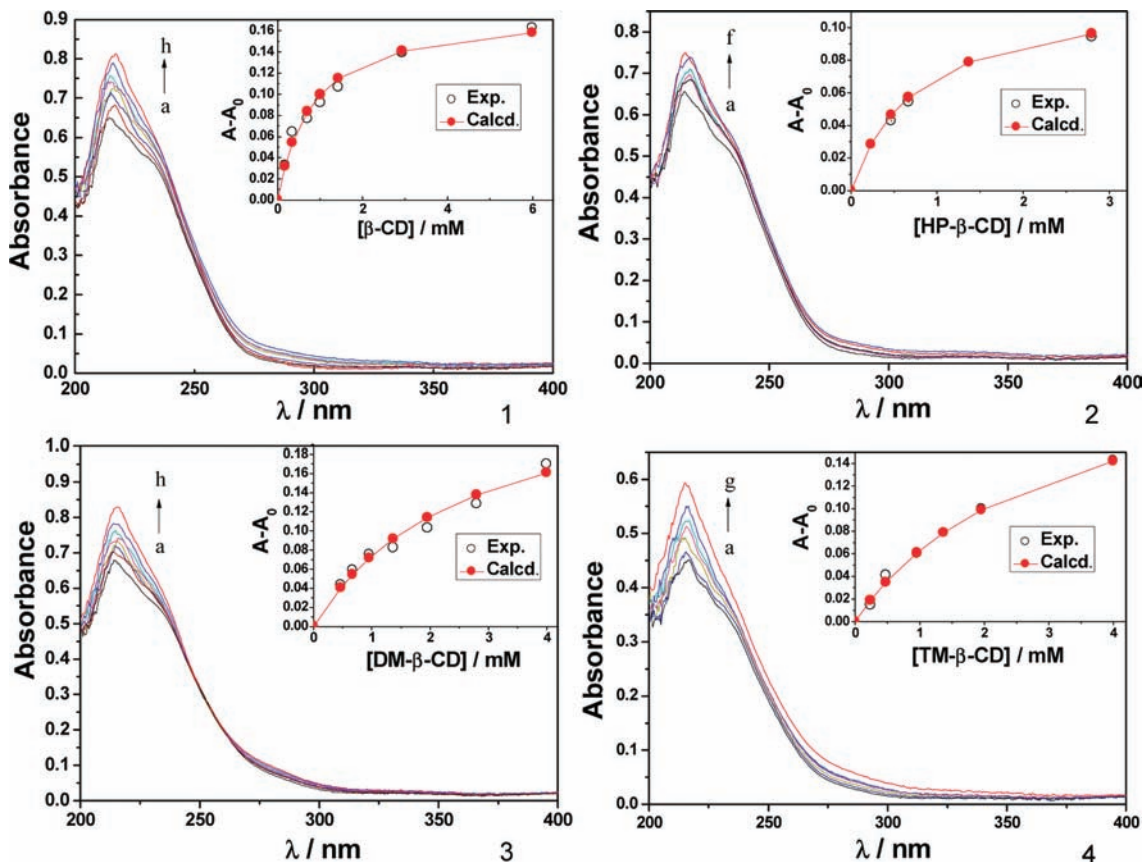 0.9
0.8
0.7
0.6
0.5
0.4
0.3
0.2
0.1
0.0
Absorbance
200 250 300 350 400
λ / nm
1
h
a
0.16
0.12
0.08
0.04
0.00
A-A0
0 2 4 6
[β-CD] / mM
Exp.
Calcd.
0.8
0.7
0.6
0.5
0.4
0.3
0.2
0.1
0.0
Absorbance
200 250 300 350 400
λ / nm
2
f
a
0.10
0.08
0.06
0.04
0.02
0.00
A-A0
0 1 2 3
[HP-β-CD] / mM
Exp.
Calcd.
1.0
0.9
0.8
0.7
0.6
0.5
0.4
0.3
0.2
0.1
0.0
Absorbance
200 250 300 350 400
λ / nm
3
h
a
0.18
0.16
0.14
0.12
0.10
0.08
0.06
0.04
0.02
0.00
A-A0
0 1 2 3 4
[DM-β-CD] / mM
Exp.
Calcd.
0.6
0.5
0.4
0.3
0.2
0.1
0.0
Absorbance
200 250 300 350 400
λ / nm
4
g
a
0.14
0.12
0.10
0.08
0.06
0.04
0.02
0.00
A-A0
0 1 2 3 4
[TM-β-CD] / mM
Exp.
Calcd.